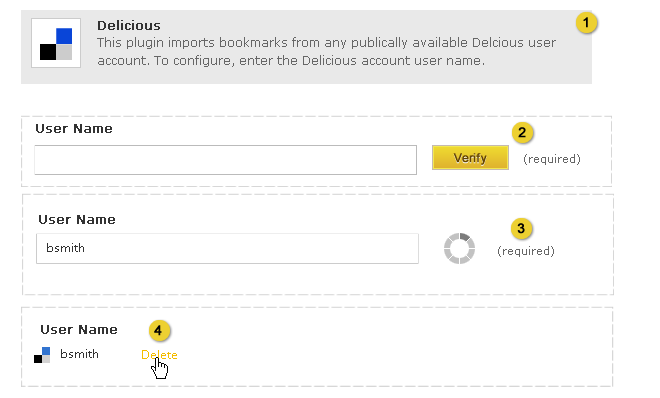 Delicious
1
This plugin imports bookmarks from any publically available Delcious user
account. To configure, enter the Delicious account user name.
User Name
2
Verify
(required)
User Name
3
bsmith
(required)
User Name
4
bsmith
Delete